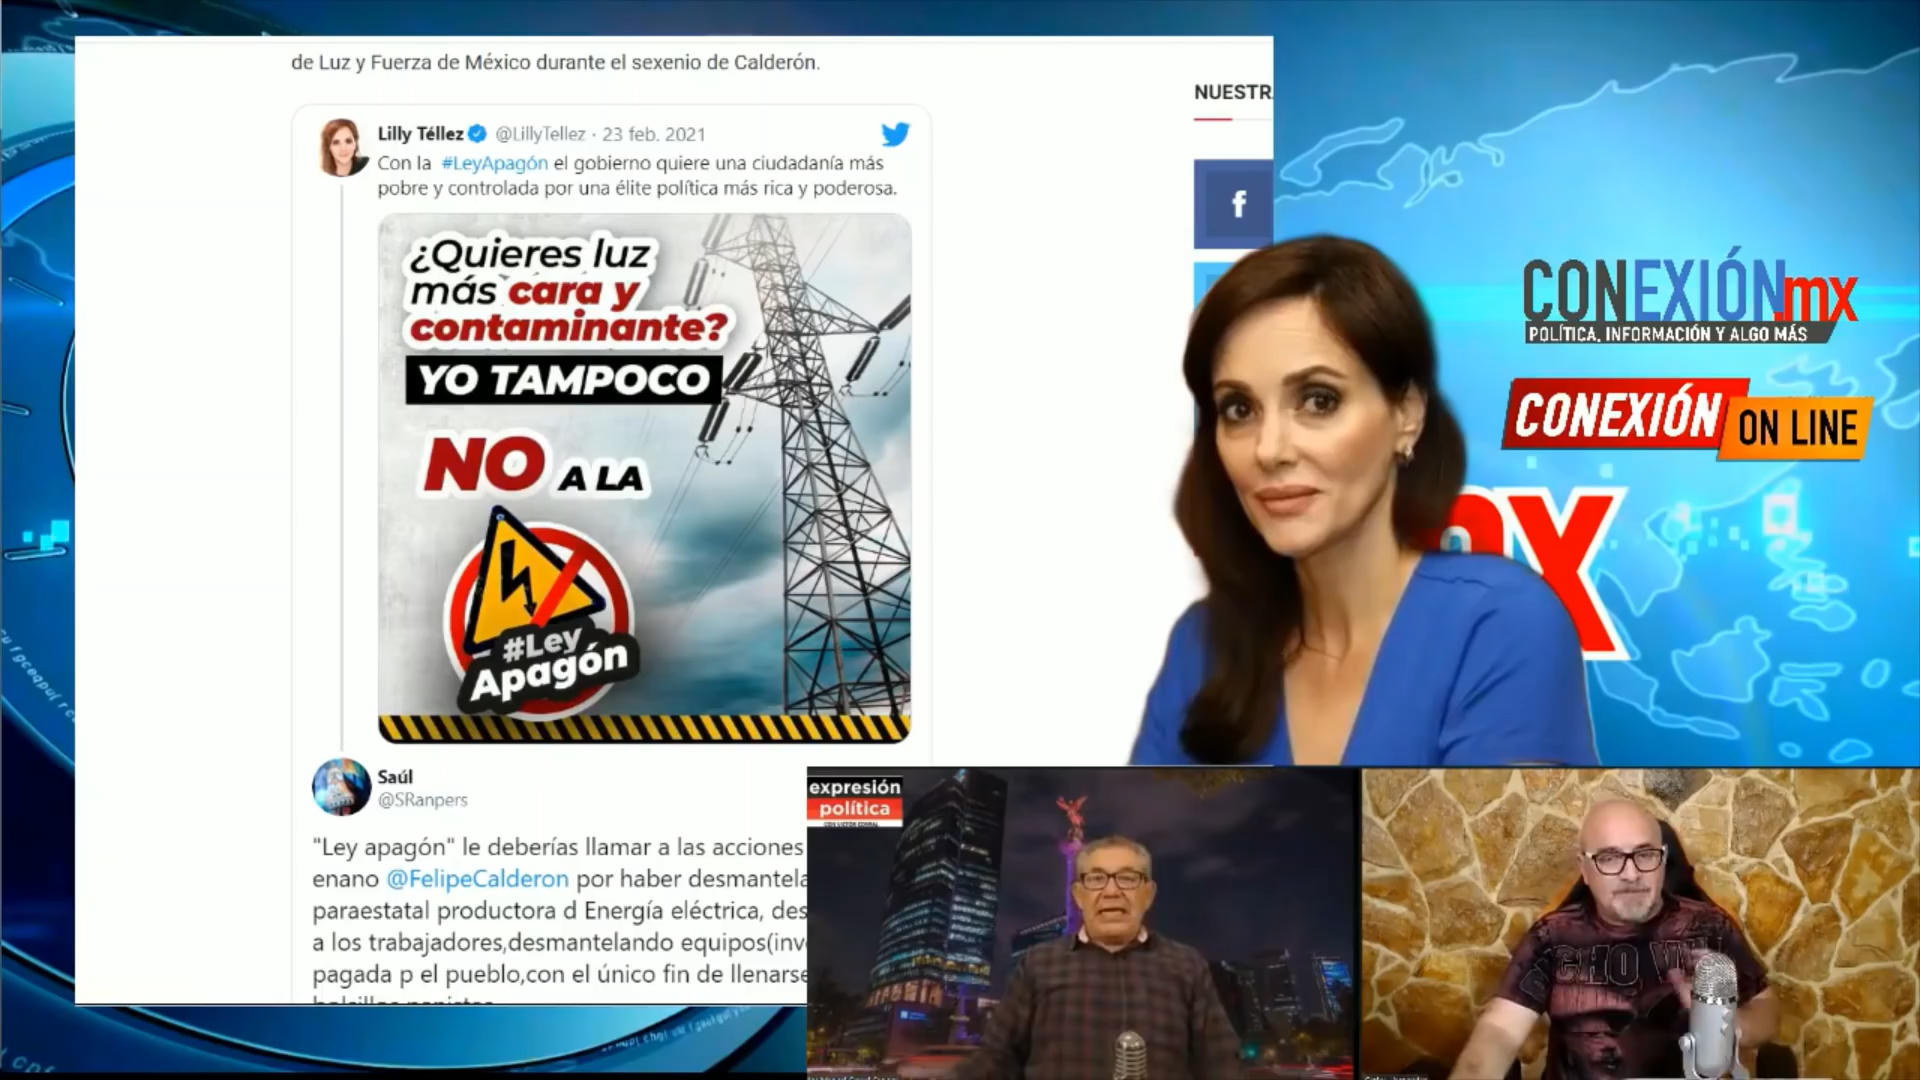 de Luz y Fuerza de México durante el sexenio de Calderón.
NUESTR
Lilly Téllez @LillyTellez · 23 feb. 2021
Con la #LeyApagón el gobierno quiere una ciudadanía más
pobre y controlada por una élite política más rica y poderosa.
¿Quieres luz
más cara y
contaminante?
YO TAMPOCO
NO A LA
#Ley
Apagón
Saúl
@SRanpers
"Ley apagón" le deberías llamar a las acciones
enano @FelipeCalderon por haber desmantela
paraestatal productora d Energía eléctrica, des
a los trabajadores,desmantelando equipos(inv
pagada p el pueblo,con el único fin de llenarse
f
CONEXIÓN.mx
POLÍTICA, INFORMACIÓN Y ALGO MÁS
CONEXIÓN ON LINE
X
expresión
política